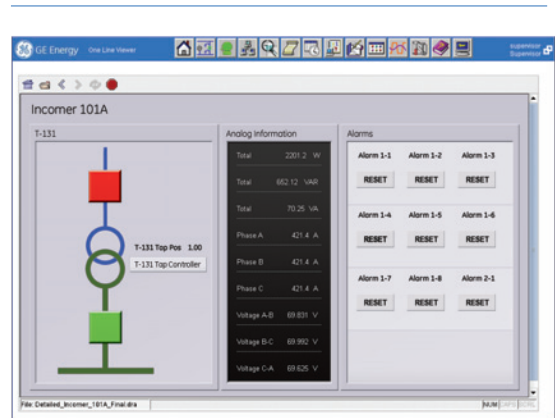 GE Energy One Line Viewer
supervisor
Supervisor
Incomer 101A
T-131
T-131 Tap Pos 1.00
T-131 Tap Controller
Analog Information
Total 2201.2 W
Total 652.12 VAR
Total 70.25 VA
Phase A 421.4 A
Phase B 421.4 A
Phase C 421.4 A
Voltage A-B 69.831 V
Voltage B-C 69.992 V
Voltage C-A 69.625 V
Alarms
Alarm 1-1 Alarm 1-2 Alarm 1-3
RESET RESET RESET
Alarm 1-4 Alarm 1-5 Alarm 1-6
RESET RESET RESET
Alarm 1-7 Alarm 1-8 Alarm 2-1
RESET RESET RESET
File: Detailed_Incomer_101A_Final.dra
NUM CAPS SCRL